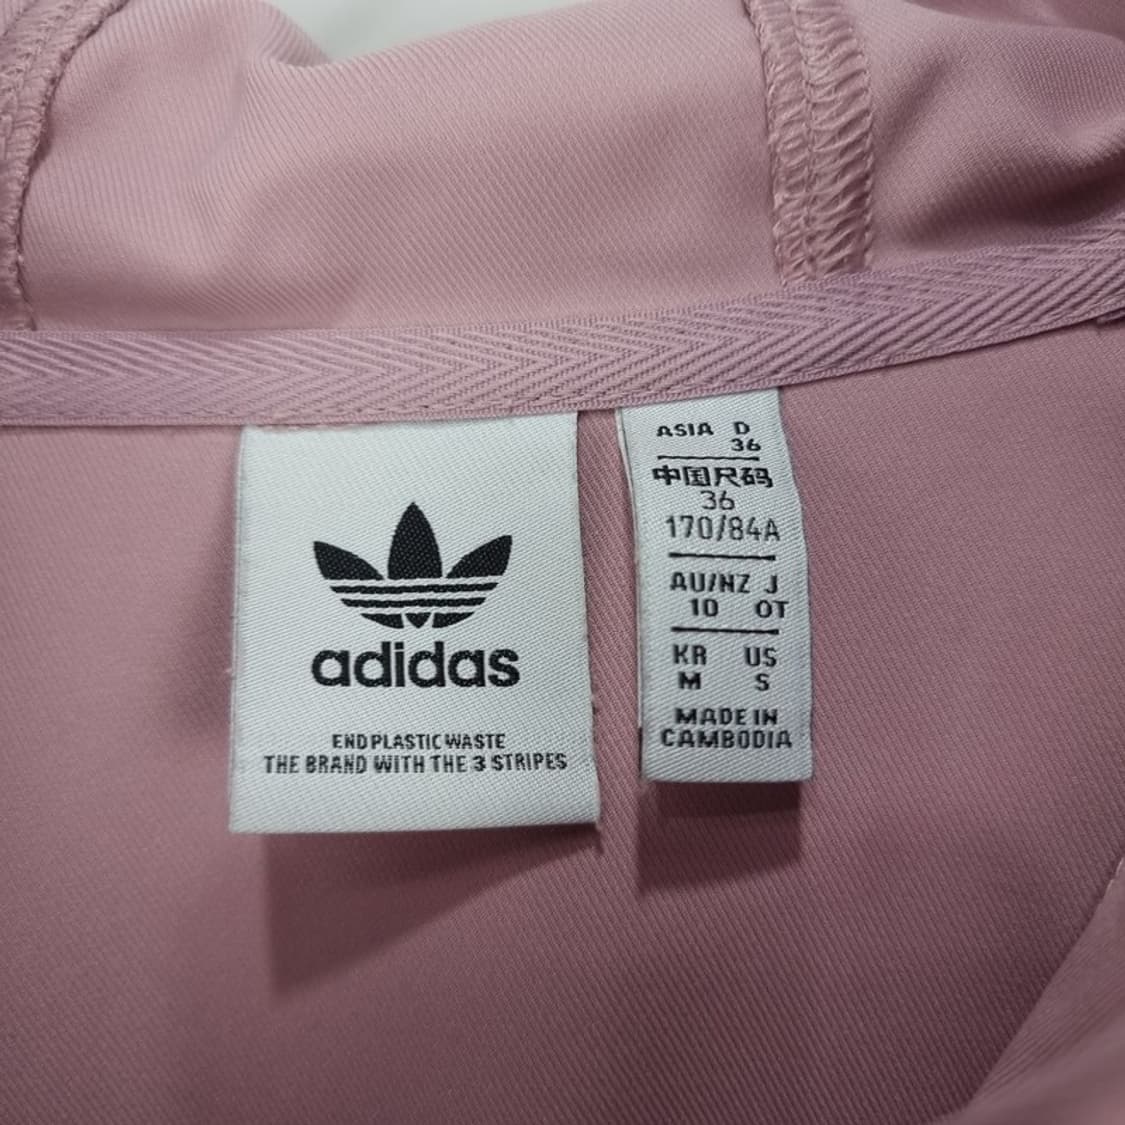 adidas
END PLASTIC WASTE
THE BRAND WITH THE 3 STRIPES
ASIA D
36
中国尺码
36
170/84A
AU/NZ J
10 OT
KR US
M S
MADE IN
CAMBODIA